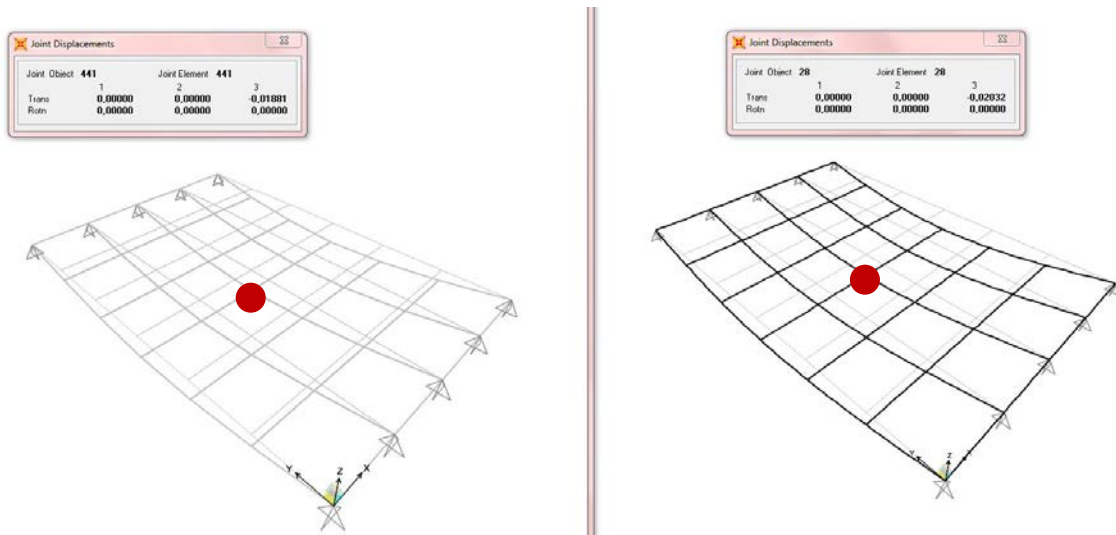 Joint Displacements
Joint Object 441 Joint Element 441
1 2 3
Trans 0,00000 0,00000 -0,01881
Rotn 0,00000 0,00000 0,00000
Y Z X
Joint Displacements
Joint Object 28 Joint Element 28
1 2 3
Trans 0,00000 0,00000 -0,02032
Rotn 0,00000 0,00000 0,00000
Z